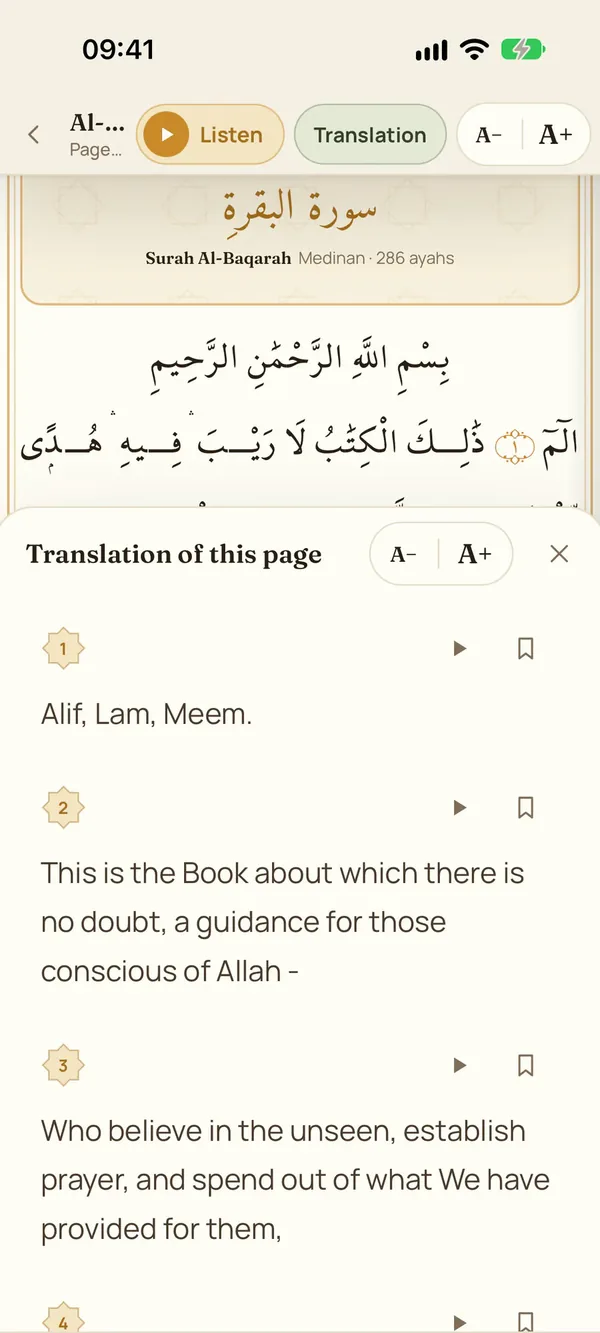 09:41
Al-...
Page...
Listen
Translation
A−
A+
سورة البقرة
Surah Al-Baqarah Medinan · 286 ayahs
بِسْمِ اللَّهِ الرَّحْمَٰنِ الرَّحِيمِ
الٓمٓ ١ ذَٰلِكَ الْكِتَٰبُ لَا رَيْبَ ۛ فِيهِ ۛ هُدًى
Translation of this page
A−
A+
1
Alif, Lam, Meem.
2
This is the Book about which there is
no doubt, a guidance for those
conscious of Allah -
3
Who believe in the unseen, establish
prayer, and spend out of what We have
provided for them,
4